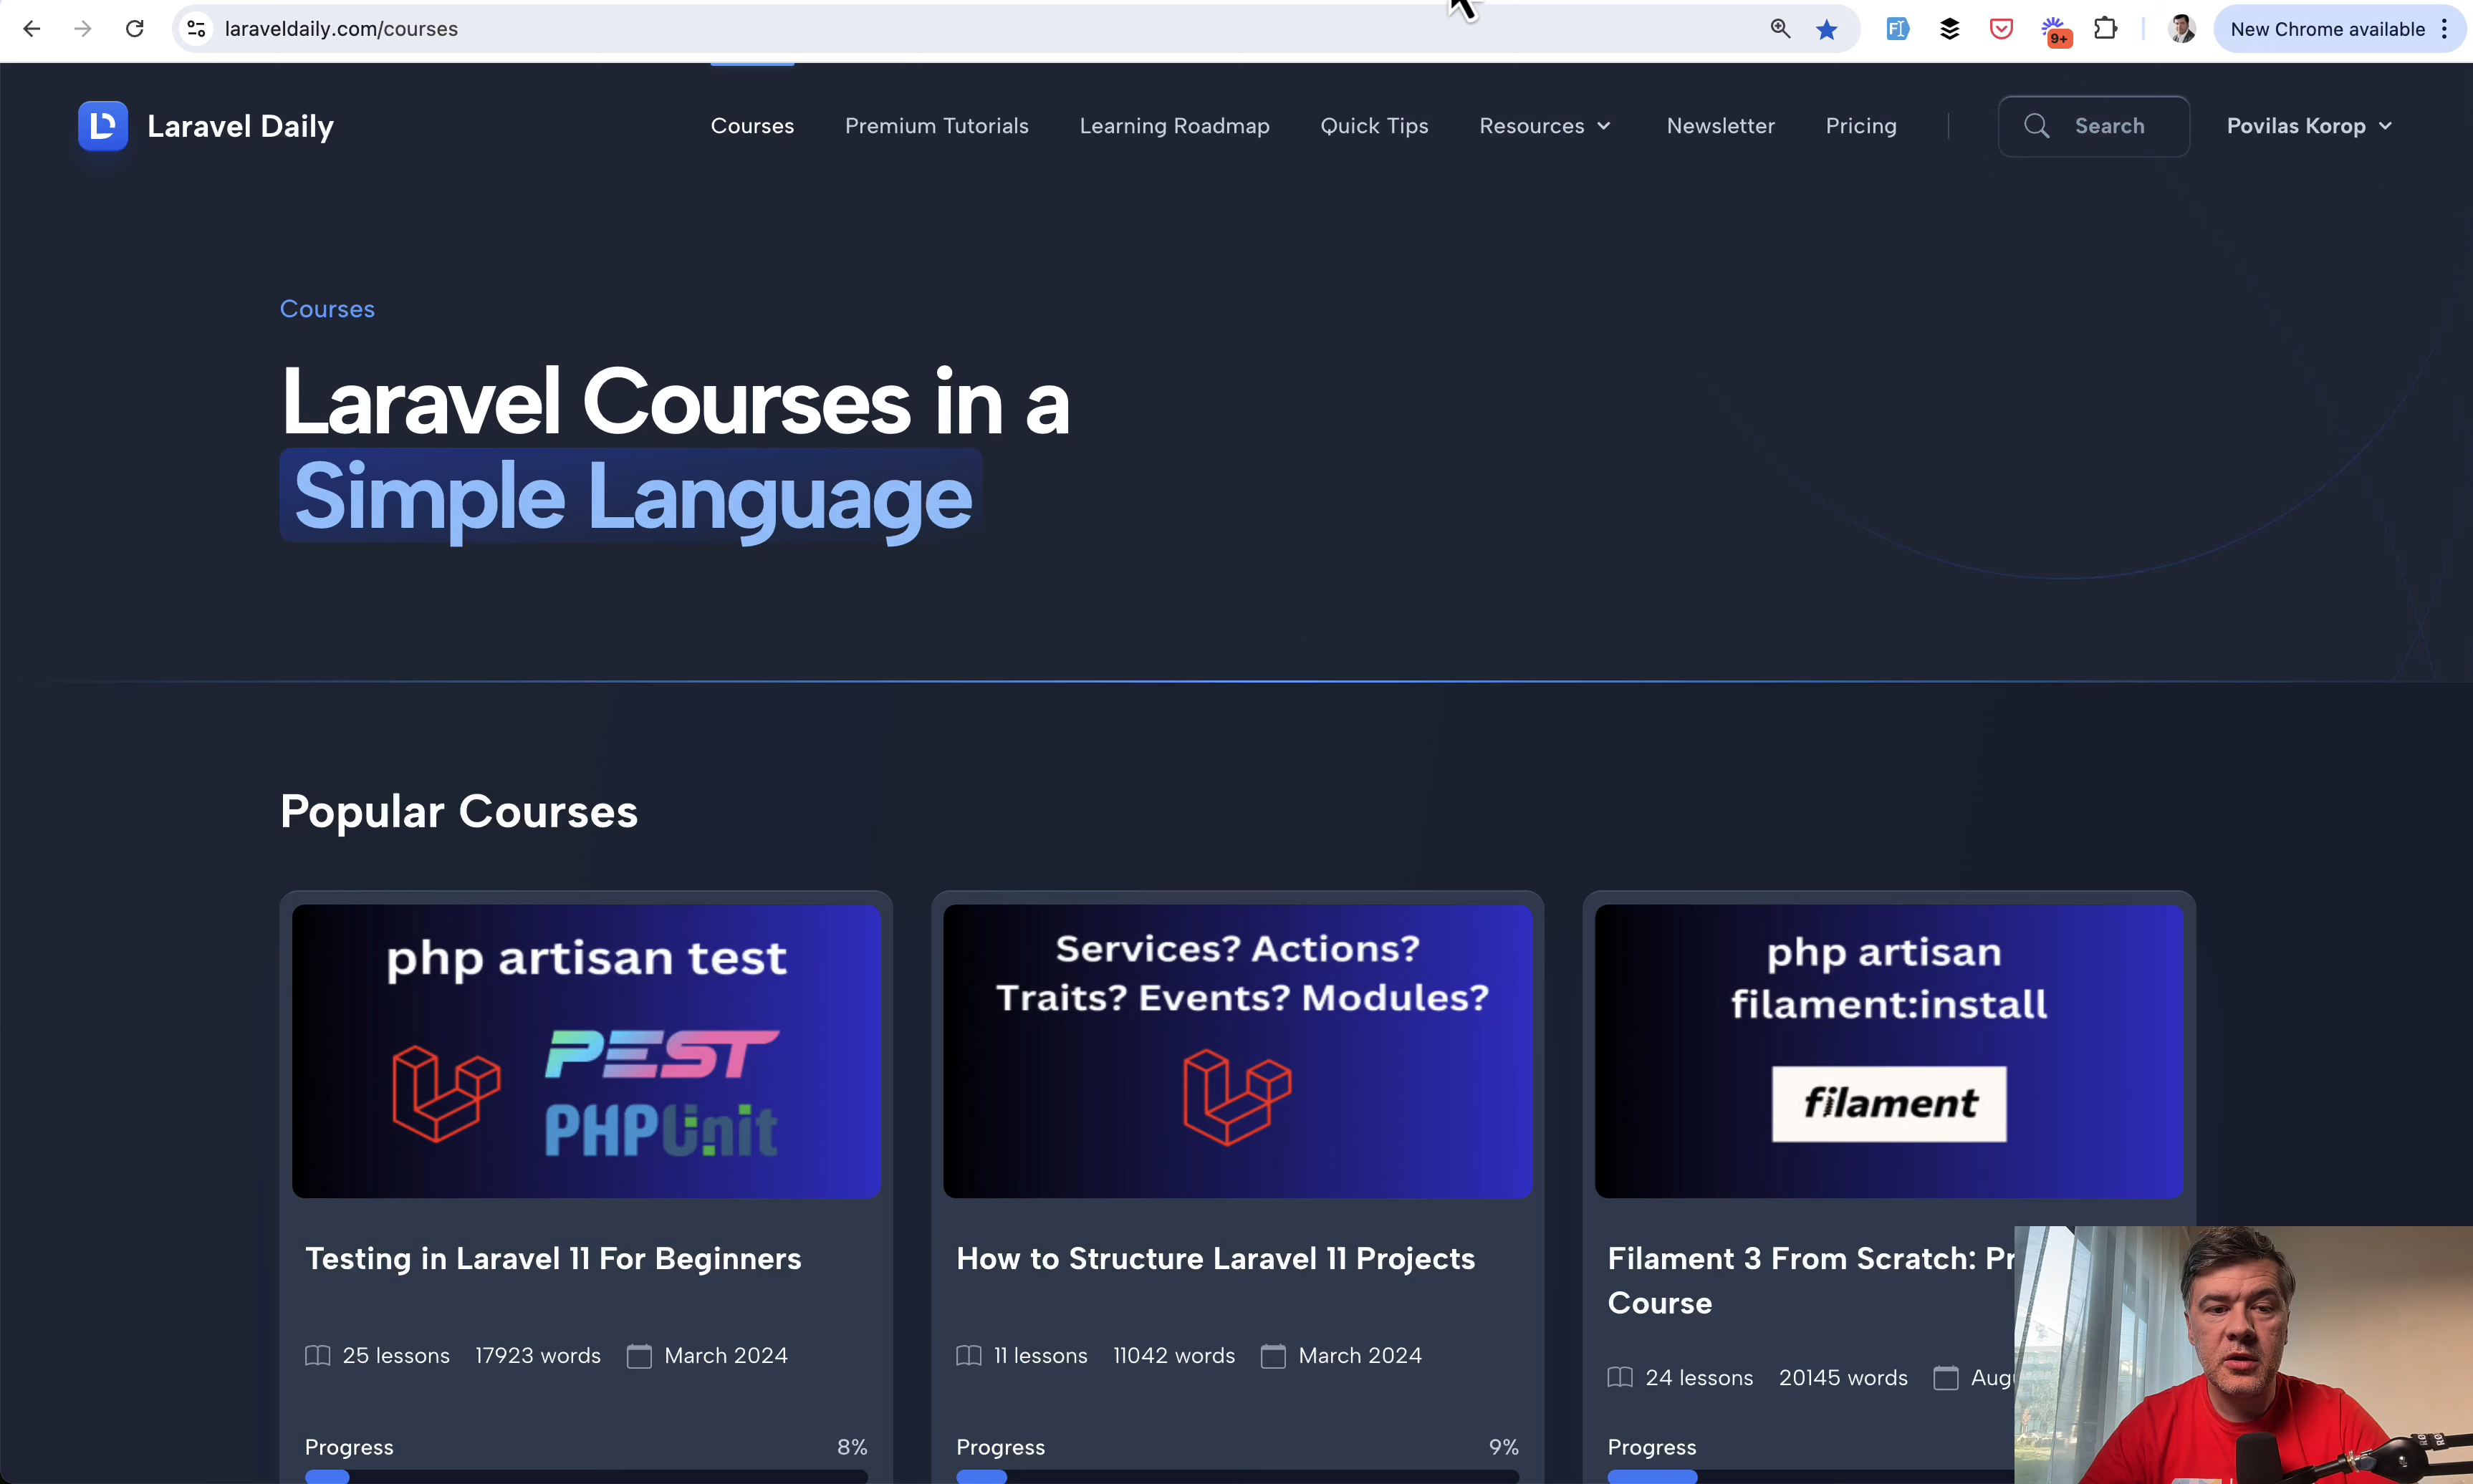 laraveldaily.com/courses
9+
New Chrome available
Laravel Daily
Courses
Premium Tutorials
Learning Roadmap
Quick Tips
Resources
Newsletter
Pricing
Search
Povilas Korop
Courses
Laravel Courses in a
Simple Language
Popular Courses
php artisan test
PEST
PHPUnit
Services? Actions?
Traits? Events? Modules?
php artisan
filament:install
filament
Testing in Laravel 11 For Beginners
25 lessons 17923 words March 2024
Progress 8%
How to Structure Laravel 11 Projects
11 lessons 11042 words March 2024
Progress 9%
Filament 3 From Scratch:
Course
24 lessons 20145 words
Progress